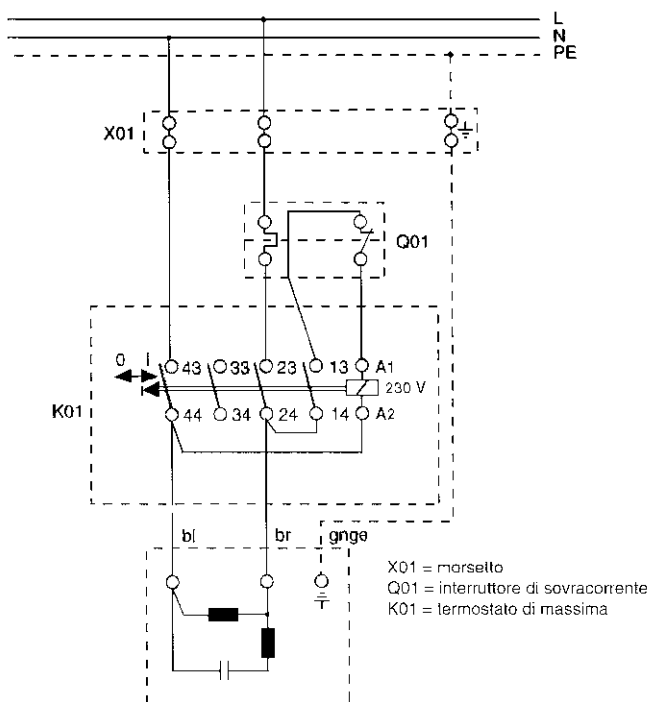 L
N
PE
X01
Q01
0 I
43 33 23 13 A1
230 V
K01
44 34 24 14 A2
bl br gnge
X01 = morsetto
Q01 = interruttore di sovracorrente
K01 = termostato di massima